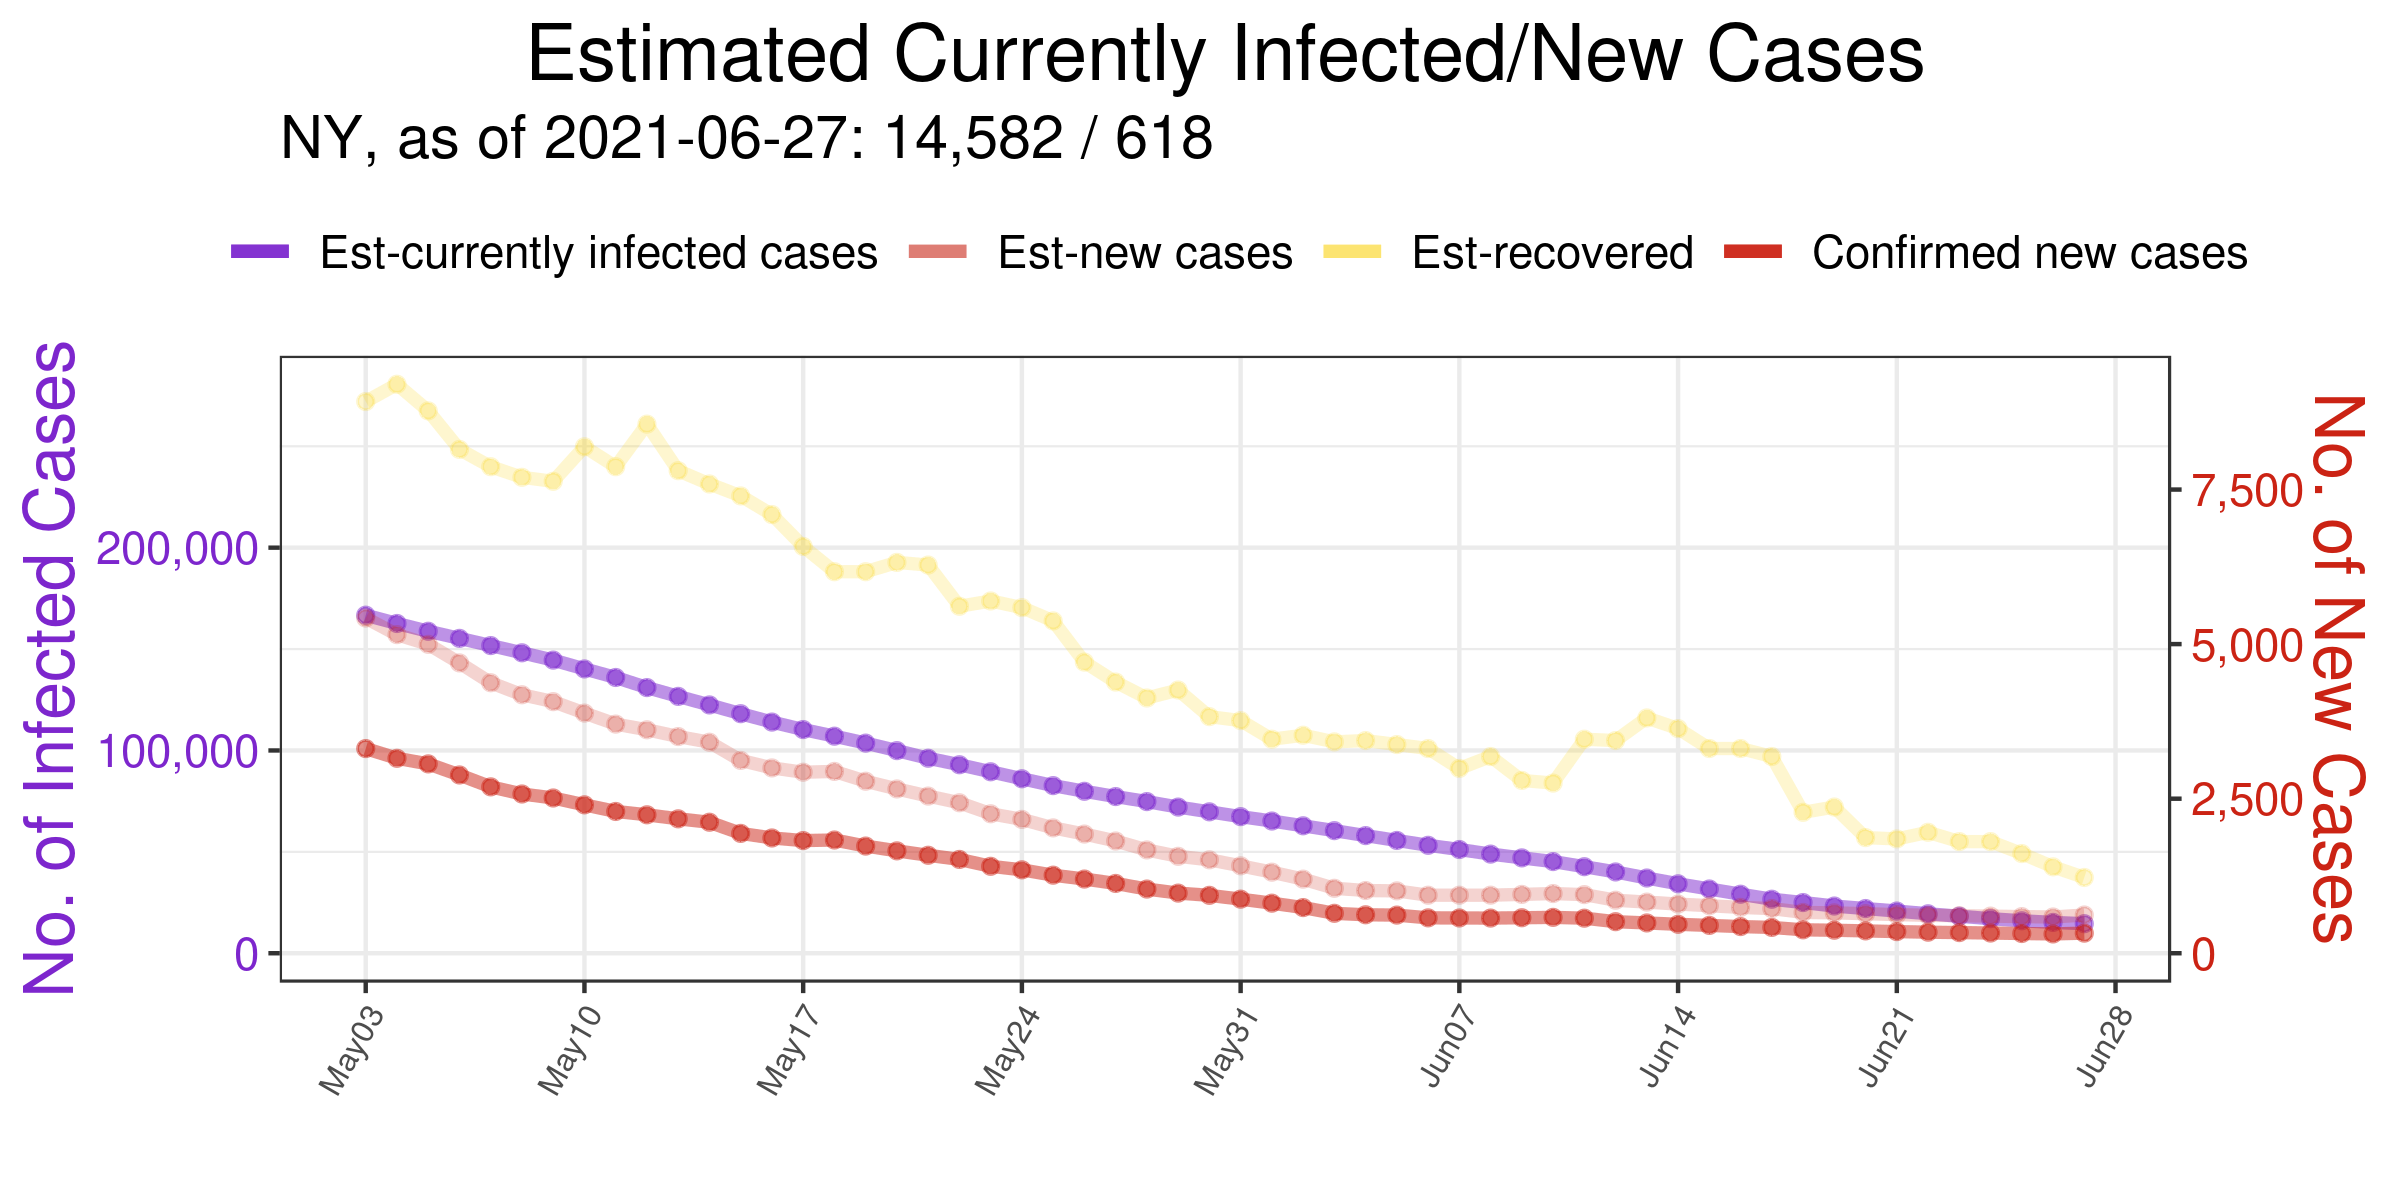 Estimated Currently Infected/New Cases
NY, as of 2021-06-27: 14,582 / 618
Est-currently infected cases Est-new cases Est-recovered Confirmed new cases
No. of Infected Cases
200,000
100,000
0
7,500
5,000
2,500
0
No. of New Cases
May03 May10 May17 May24 May31 Jun07 Jun14 Jun21 Jun28